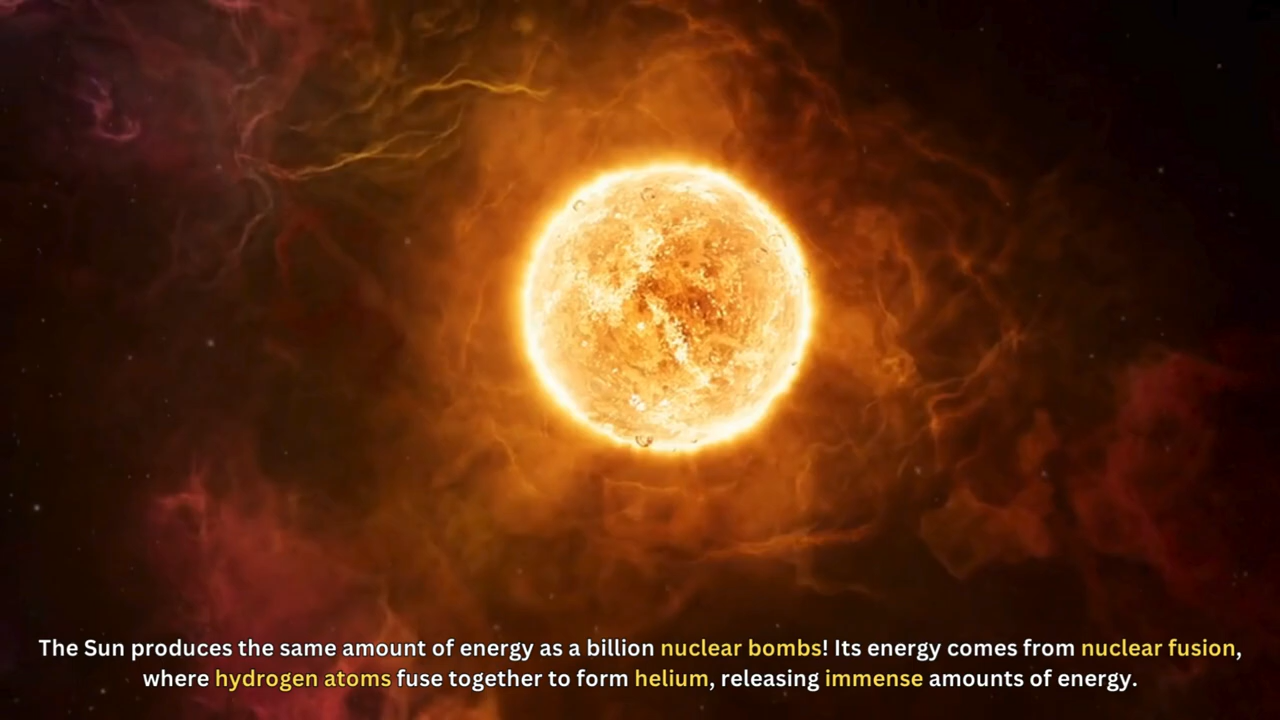 The Sun produces the same amount of energy as a billion nuclear bombs! Its energy comes from nuclear fusion,
where hydrogen atoms fuse together to form helium, releasing immense amounts of energy.